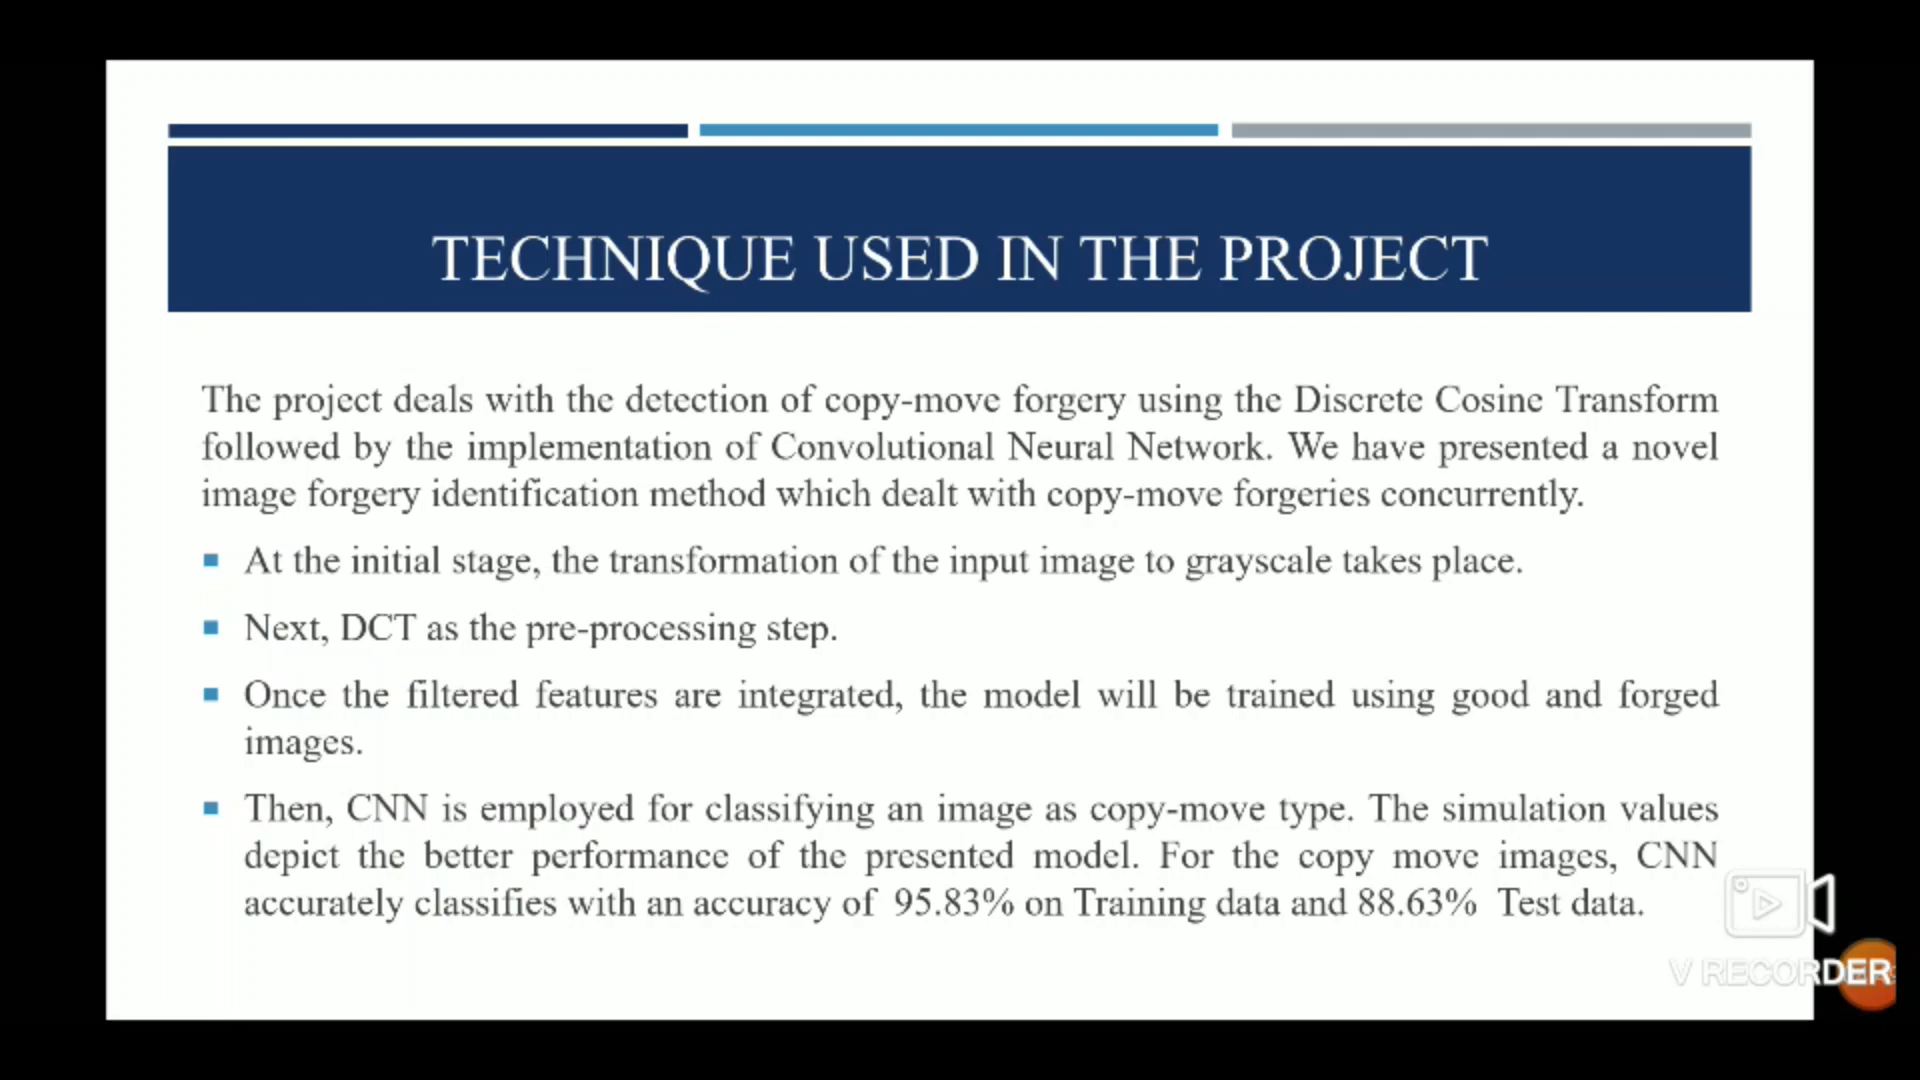 TECHNIQUE USED IN THE PROJECT
The project deals with the detection of copy-move forgery using the Discrete Cosine Transform
followed by the implementation of Convolutional Neural Network. We have presented a novel
image forgery identification method which dealt with copy-move forgeries concurrently.
At the initial stage, the transformation of the input image to grayscale takes place.
Next, DCT as the pre-processing step.
Once the filtered features are integrated, the model will be trained using good and forged
images.
Then, CNN is employed for classifying an image as copy-move type. The simulation values
depict the better performance of the presented model. For the copy move images, CNN
accurately classifies with an accuracy of 95.83% on Training data and 88.63% Test data.
V RECORDER